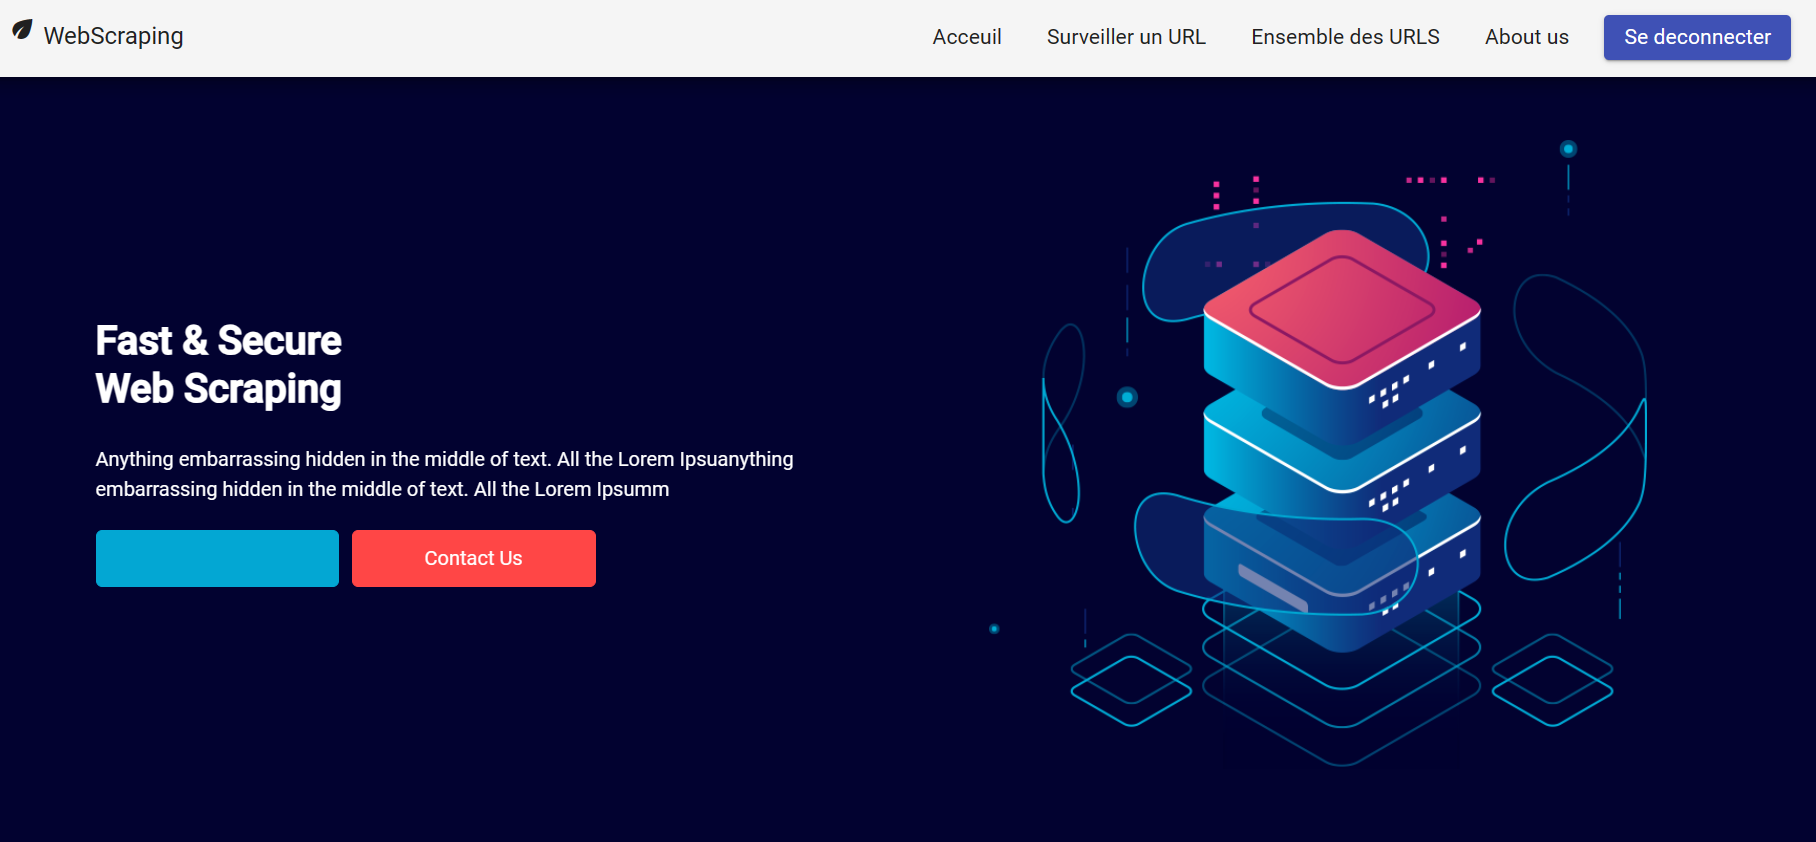 WebScraping
Acceuil
Surveiller un URL
Ensemble des URLS
About us
Se deconnecter
Fast & Secure
Web Scraping
Anything embarrassing hidden in the middle of text. All the Lorem Ipsuanything
embarrassing hidden in the middle of text. All the Lorem Ipsumm
Contact Us